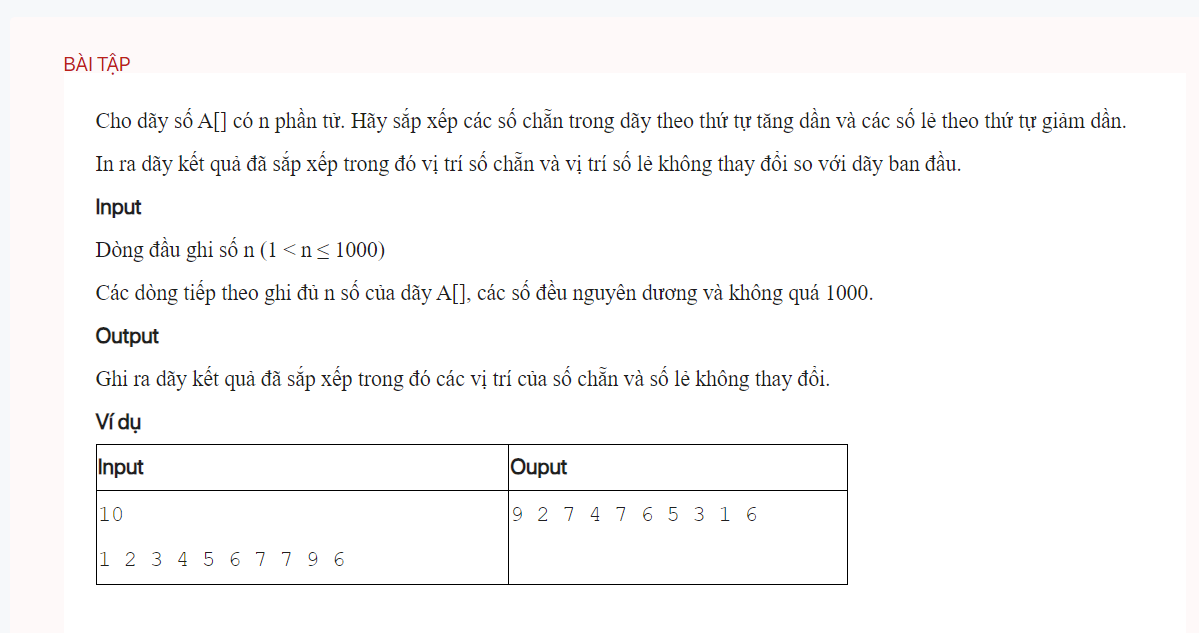 BÀI TẬP
Cho dãy số A[] có n phần tử. Hãy sắp xếp các số chẵn trong dãy theo thứ tự tăng dần và các số lẻ theo thứ tự giảm dần.
In ra dãy kết quả đã sắp xếp trong đó vị trí số chẵn và vị trí số lẻ không thay đổi so với dãy ban đầu.
Input
Dòng đầu ghi số n (1 < n ≤ 1000)
Các dòng tiếp theo ghi đủ n số của dãy A[], các số đều nguyên dương và không quá 1000.
Output
Ghi ra dãy kết quả đã sắp xếp trong đó các vị trí của số chẵn và số lẻ không thay đổi.
Ví dụ
Input Ouput
10 9 2 7 4 7 6 5 3 1 6
1 2 3 4 5 6 7 7 9 6